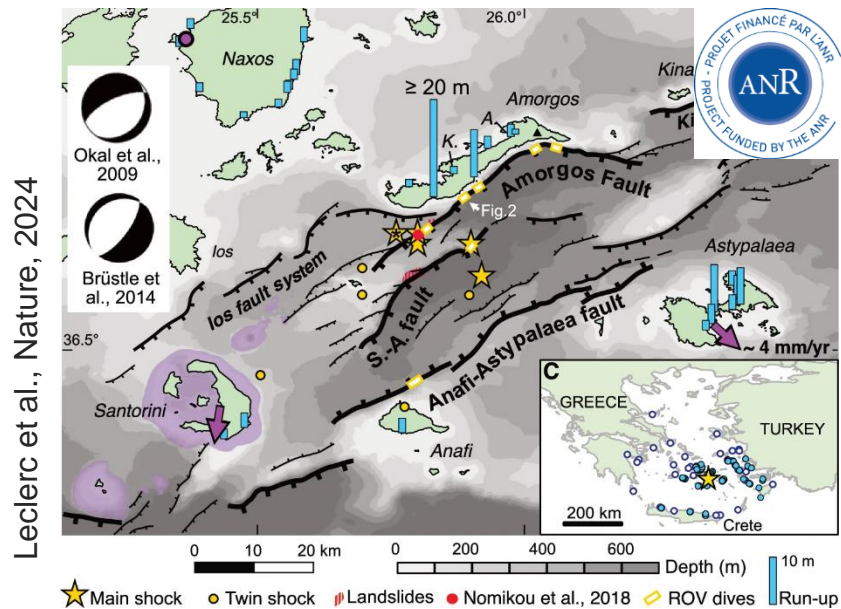 Leclerc et al., Nature, 2024
25.5°
26.0°
Naxos
Okal et al.,
2009
Brüstle
et al., 2014
≥ 20 m
Amorgos
A.
K.
Kina
Ki
PROJET FINANCÉ PAR L'ANR
ANR
PROJECT FUNDED BY THE ANR
Amorgos Fault
Fig.2
Ios
Ios fault system
S.-A. fault
Astypalaea
36.5°
Anafi-Astypalaea fault
~ 4 mm/yr
Santorini
Anafi
C
GREECE
TURKEY
200 km
Crete
0 10 20 km
0 200 400 600 Depth (m)
10 m
Main shock Twin shock Landslides Nomikou et al., 2018 ROV dives Run-up